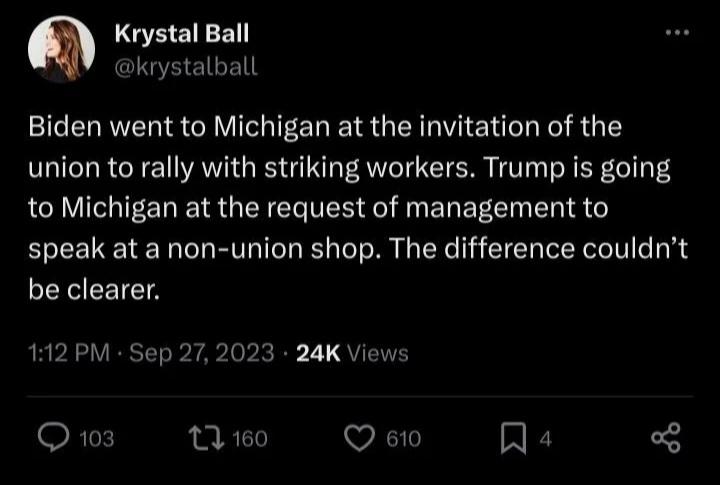 Krystal Ball
@krystalball
Biden went to Michigan at the invitation of the
union to rally with striking workers. Trump is going
to Michigan at the request of management to
speak at a non-union shop. The difference couldn’t
be clearer.
1:12 PM · Sep 27, 2023 · 24K Views
103 160 610 4